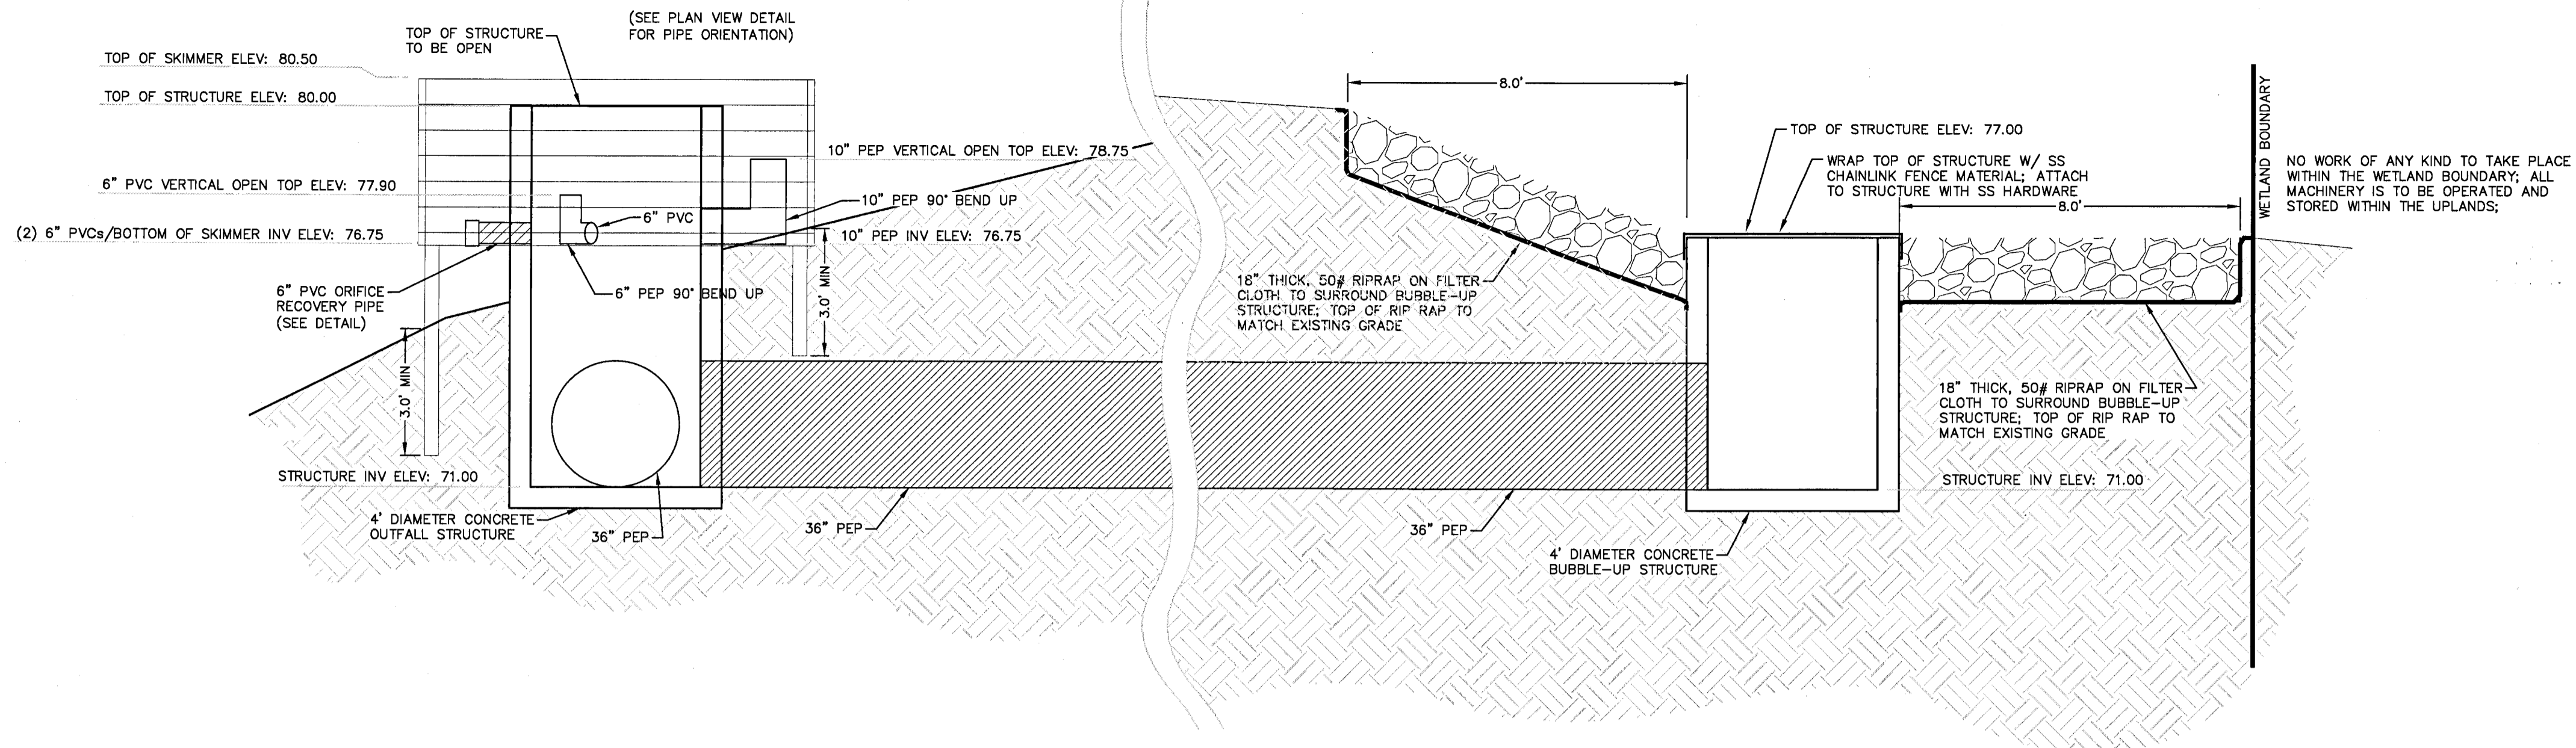 (SEE PLAN VIEW DETAIL
FOR PIPE ORIENTATION)
TOP OF STRUCTURE
TO BE OPEN
TOP OF SKIMMER ELEV: 80.50
TOP OF STRUCTURE ELEV: 80.00
10" PEP VERTICAL OPEN TOP ELEV: 78.75
6" PVC VERTICAL OPEN TOP ELEV: 77.90
10" PEP 90° BEND UP
6" PVC
(2) 6" PVCs/BOTTOM OF SKIMMER INV ELEV: 76.75
10" PEP INV ELEV: 76.75
6" PVC ORIFICE
RECOVERY PIPE
(SEE DETAIL)
6" PEP 90° BEND UP
3.0' MIN
3.0' MIN
STRUCTURE INV ELEV: 71.00
4' DIAMETER CONCRETE
OUTFALL STRUCTURE
36" PEP
36" PEP
8.0'
TOP OF STRUCTURE ELEV: 77.00
WRAP TOP OF STRUCTURE W/ SS
CHAINLINK FENCE MATERIAL; ATTACH
TO STRUCTURE WITH SS HARDWARE
8.0'
WETLAND BOUNDARY
NO WORK OF ANY KIND TO TAKE PLACE
WITHIN THE WETLAND BOUNDARY; ALL
MACHINERY IS TO BE OPERATED AND
STORED WITHIN THE UPLANDS;
18" THICK, 50# RIPRAP ON FILTER
CLOTH TO SURROUND BUBBLE-UP
STRUCTURE; TOP OF RIP RAP TO
MATCH EXISTING GRADE
18" THICK, 50# RIPRAP ON FILTER
CLOTH TO SURROUND BUBBLE-UP
STRUCTURE; TOP OF RIP RAP TO
MATCH EXISTING GRADE
STRUCTURE INV ELEV: 71.00
36" PEP
4' DIAMETER CONCRETE
BUBBLE-UP STRUCTURE